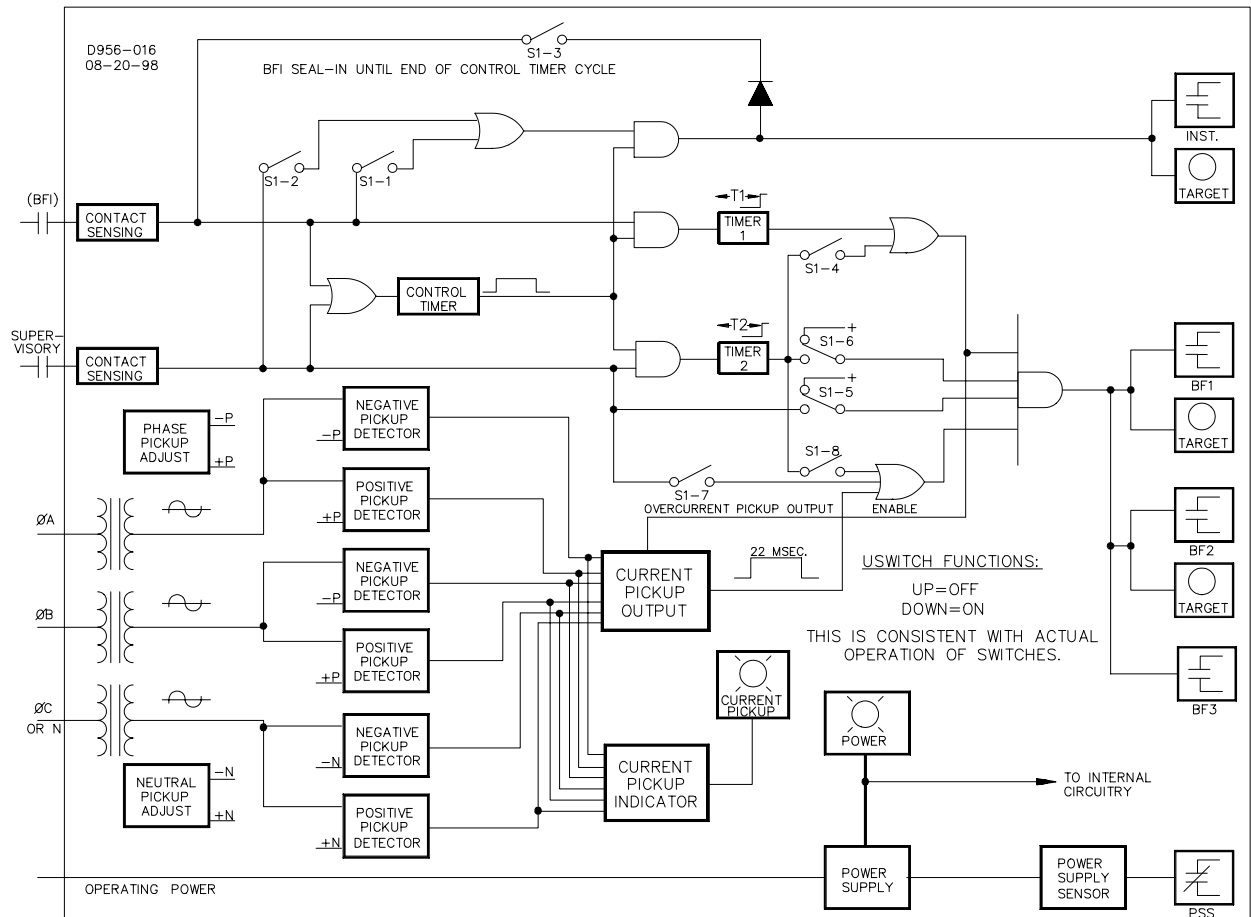 D956-016
08-20-98
S1-3
BFI SEAL-IN UNTIL END OF CONTROL TIMER CYCLE
INST.
TARGET
S1-2
S1-1
(BFI)
CONTACT
SENSING
T1
TIMER
1
S1-4
CONTROL
TIMER
SUPER-
VISORY
CONTACT
SENSING
T2
TIMER
2
+
S1-6
+
S1-5
BF1
TARGET
PHASE
PICKUP
ADJUST
-P
+P
NEGATIVE
PICKUP
DETECTOR
-P
S1-8
S1-7
OVERCURRENT PICKUP OUTPUT
ENABLE
POSITIVE
PICKUP
DETECTOR
+P
ØA
NEGATIVE
PICKUP
DETECTOR
-P
CURRENT
PICKUP
OUTPUT
22 MSEC.
USWITCH FUNCTIONS:
UP=OFF
DOWN=ON
THIS IS CONSISTENT WITH ACTUAL
OPERATION OF SWITCHES.
BF2
TARGET
ØB
POSITIVE
PICKUP
DETECTOR
+P
CURRENT
PICKUP
BF3
ØC
OR N
NEGATIVE
PICKUP
DETECTOR
-N
POWER
NEUTRAL
PICKUP
ADJUST
-N
+N
CURRENT
PICKUP
INDICATOR
TO INTERNAL
CIRCUITRY
POSITIVE
PICKUP
DETECTOR
+N
OPERATING POWER
POWER
SUPPLY
POWER
SUPPLY
SENSOR
PSS